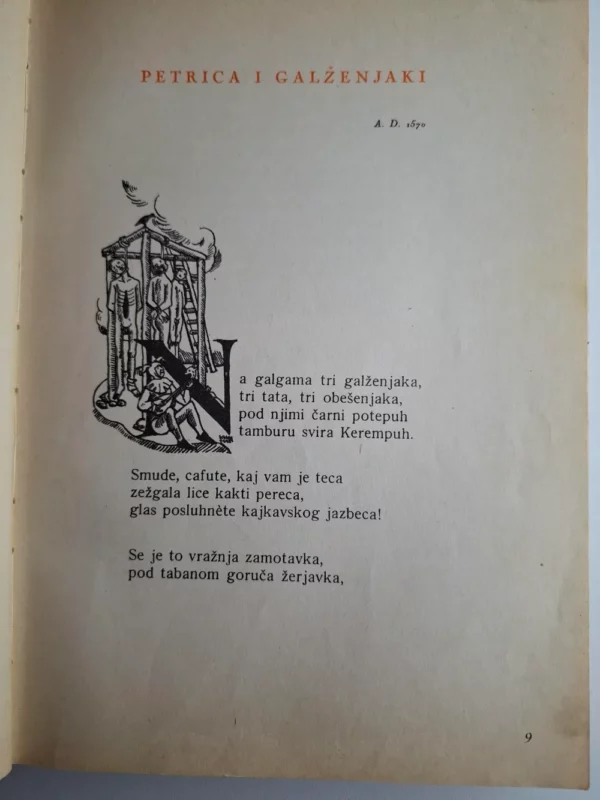 PETRICA I GALŽENJAKI
A. D. 1570
Na galgama tri galženjaka,
tri tata, tri obešenjaka,
pod njimi čarni potepuh
tamburu svira Kerempuh.
Smude, cafute, kaj vam je teca
zežgala lice kakti pereca,
glas posluhnète kajkavskog jazbeca!
Se je to vražnja zamotavka,
pod tabanom goruča žerjavka,
9